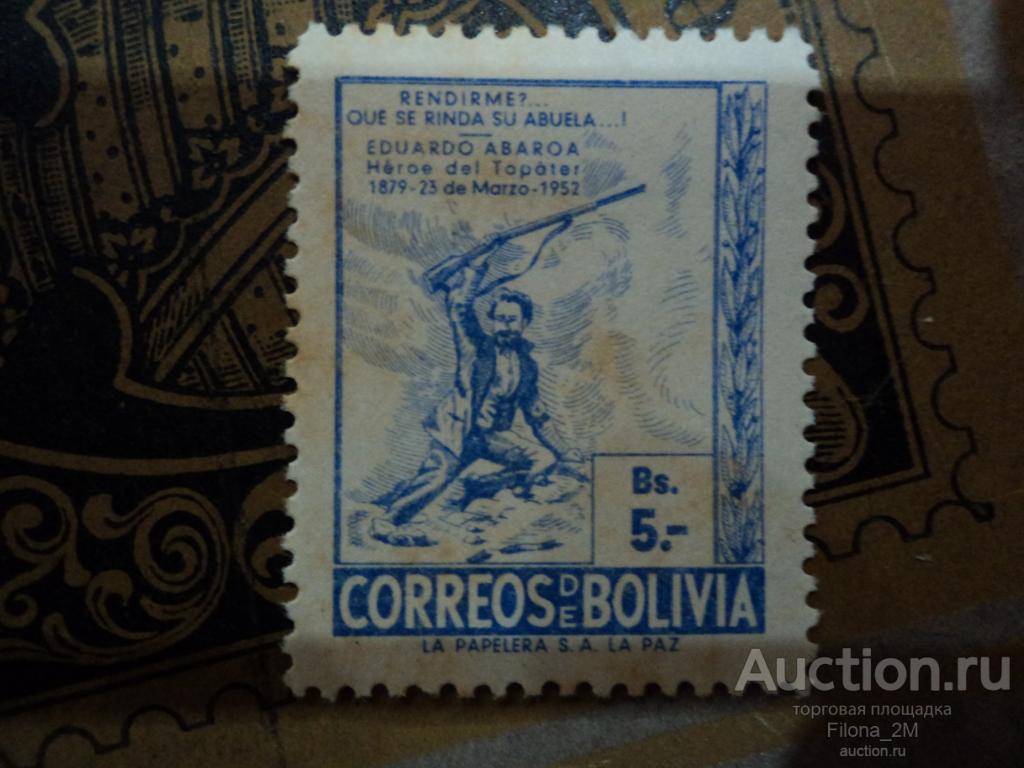 RENDIRME?...
QUE SE RINDA SU ABUELA...!
EDUARDO ABAROA
Héroe del Topàter
1879-23 de Marzo-1952
Bs.
5.-
CORREOS DE BOLIVIA
LA PAPELERA S. A. LA PAZ
Auction.ru
торговая площадка
Filona_2M
auction.ru